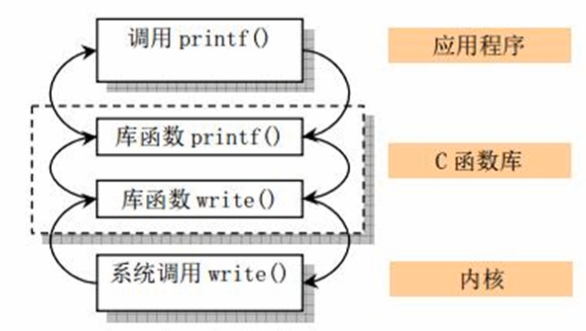 调用 printf()
应用程序
库函数 printf()
C 函数库
库函数 write()
系统调用 write()
内核